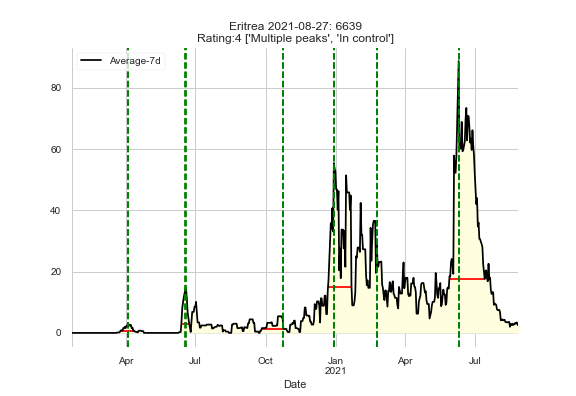 Eritrea 2021-08-27: 6639
Rating:4 ['Multiple peaks', 'In control']
Average-7d
80
60
40
20
0
Apr
Jul
Oct
Jan
2021
Apr
Jul
Date